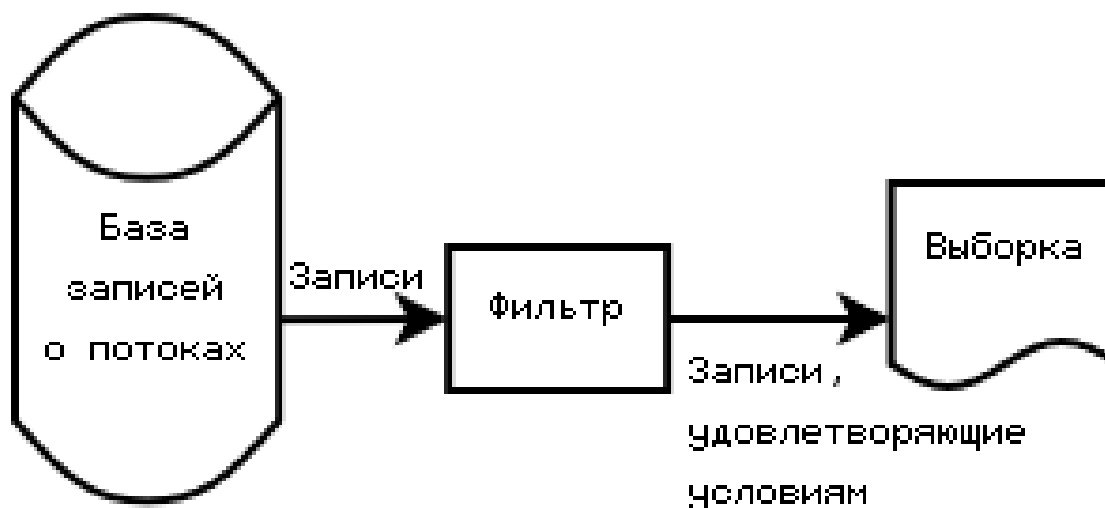 База
записей
о потоках
Записи
Фильтр
Записи,
удовлетворяющие
условиям
Выборка